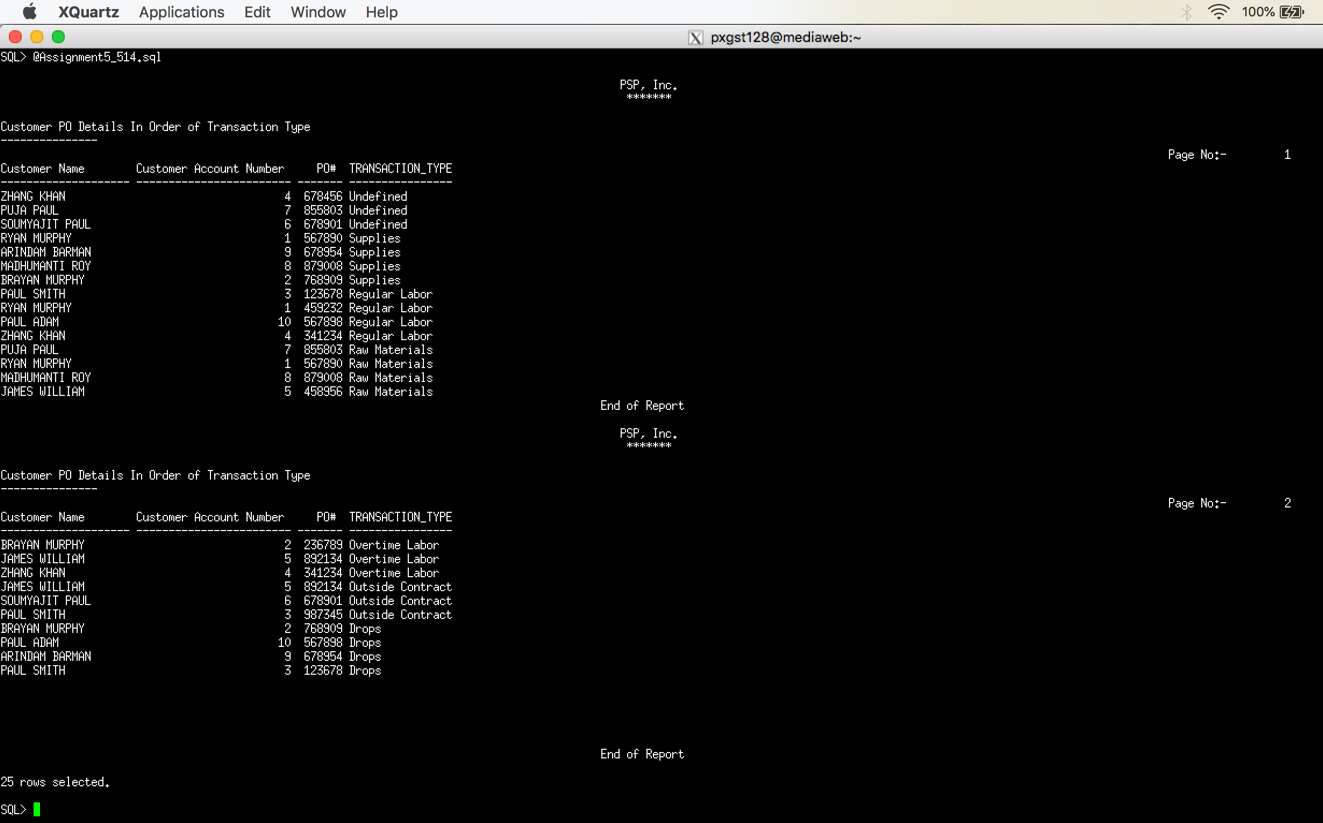 XQuartz Applications Edit Window Help 100%
X pxgst128@mediaweb:~
SQL> @Assignment5_514.sql
PSP, Inc.
*******
Customer PO Details In Order of Transaction Type
---------------
Page No:- 1
Customer Name Customer Account Number PO# TRANSACTION_TYPE
-------------------- ------------------------ ------- ----------------
ZHANG KHAN 4 678456 Undefined
PUJA PAUL 7 855803 Undefined
SOUMYAJIT PAUL 6 678901 Undefined
RYAN MURPHY 1 567890 Supplies
ARINDAM BARMAN 9 678954 Supplies
MADHUMANTI ROY 8 879008 Supplies
BRAYAN MURPHY 2 768909 Supplies
PAUL SMITH 3 123678 Regular Labor
RYAN MURPHY 1 459232 Regular Labor
PAUL ADAM 10 567898 Regular Labor
ZHANG KHAN 4 341234 Regular Labor
PUJA PAUL 7 855803 Raw Materials
RYAN MURPHY 1 567890 Raw Materials
MADHUMANTI ROY 8 879008 Raw Materials
JAMES WILLIAM 5 458956 Raw Materials
End of Report
PSP, Inc.
*******
Customer PO Details In Order of Transaction Type
---------------
Page No:- 2
Customer Name Customer Account Number PO# TRANSACTION_TYPE
-------------------- ------------------------ ------- ----------------
BRAYAN MURPHY 2 236789 Overtime Labor
JAMES WILLIAM 5 892134 Overtime Labor
ZHANG KHAN 4 341234 Overtime Labor
JAMES WILLIAM 5 892134 Outside Contract
SOUMYAJIT PAUL 6 678901 Outside Contract
PAUL SMITH 3 987345 Outside Contract
BRAYAN MURPHY 2 768909 Drops
PAUL ADAM 10 567898 Drops
ARINDAM BARMAN 9 678954 Drops
PAUL SMITH 3 123678 Drops
End of Report
25 rows selected.
SQL>